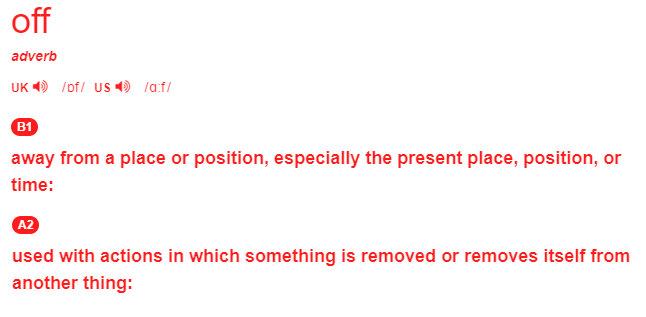 off
adverb
UK /ɒf/ US /ɑːf/
B1
away from a place or position, especially the present place, position, or
time:
A2
used with actions in which something is removed or removes itself from
another thing: